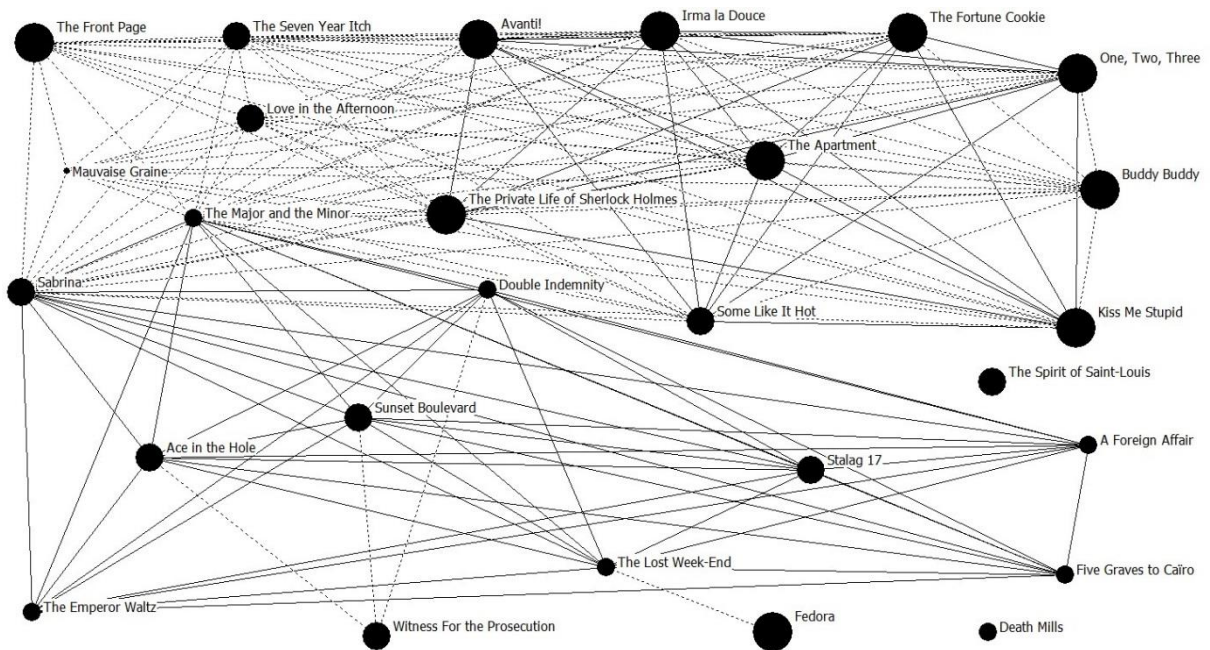 The Front Page
The Seven Year Itch
Avanti!
Irma la Douce
The Fortune Cookie
One, Two, Three
Love in the Afternoon
The Apartment
Mauvaise Graine
Buddy Buddy
The Private Life of Sherlock Holmes
The Major and the Minor
Sabrina
Double Indemnity
Some Like It Hot
Kiss Me Stupid
The Spirit of Saint-Louis
Sunset Boulevard
Ace in the Hole
A Foreign Affair
Stalag 17
The Lost Week-End
Five Graves to Caïro
The Emperor Waltz
Fedora
Witness For the Prosecution
Death Mills